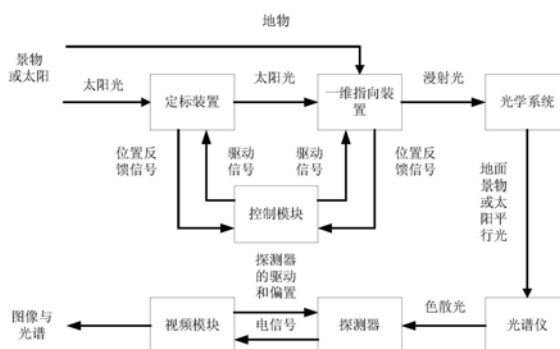 地物
景物
或太阳
太阳光
定标装置
太阳光
一维指向装
置
漫射光
光学系统
位置反
馈信号
驱动
信号
驱动
信号
位置反
馈信号
控制模块
地面
景物
或太
阳平
行光
探测器
的驱动
和偏置
图像与
光谱
视频模块
电信号
探测器
色散光
光谱仪